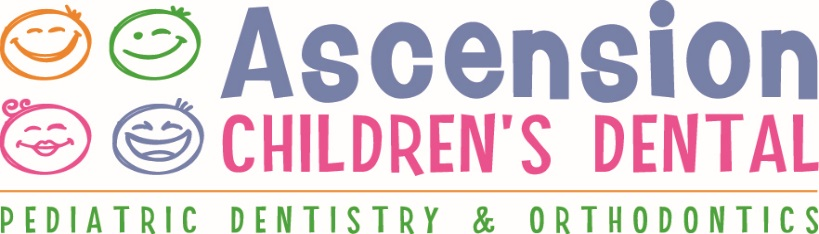 Ascension
CHILDREN'S DENTAL
PEDIATRIC DENTISTRY & ORTHODONTICS